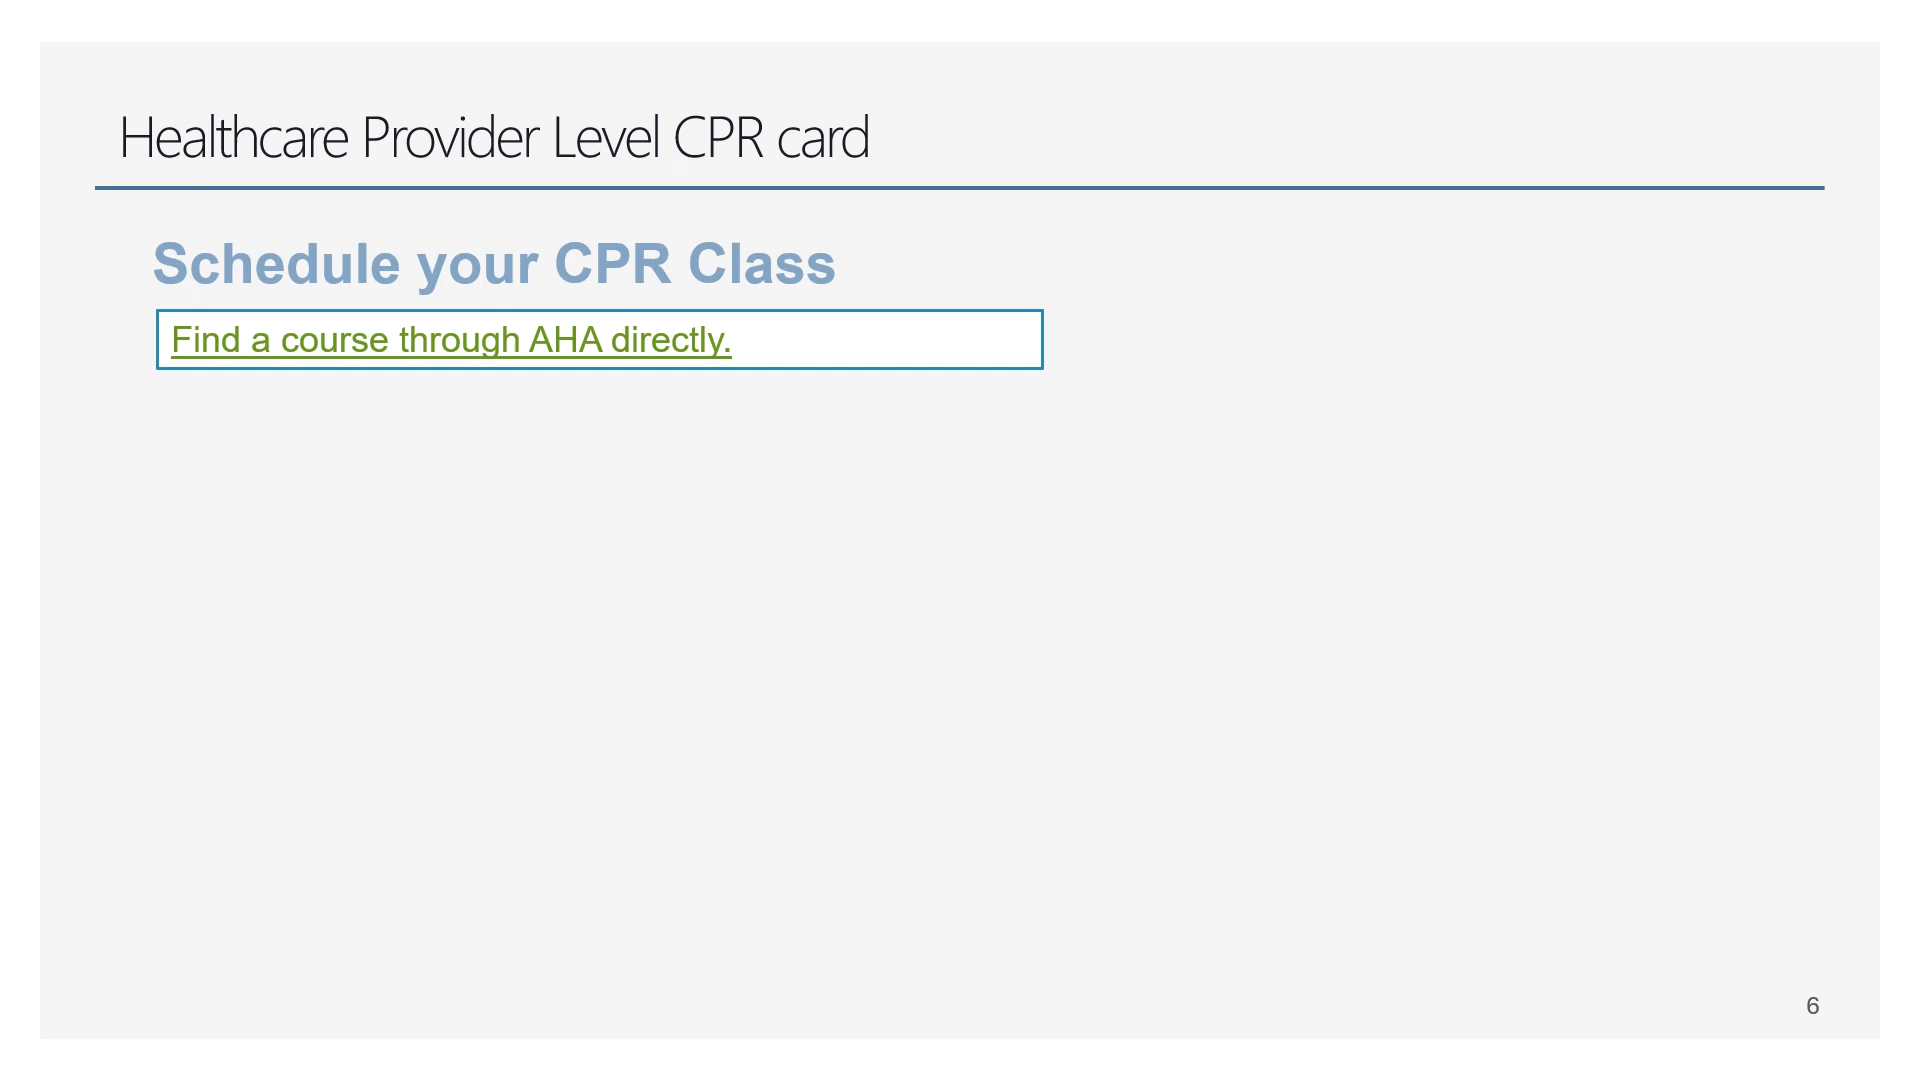 Healthcare Provider Level CPR card
Schedule your CPR Class
Find a course through AHA directly.
6